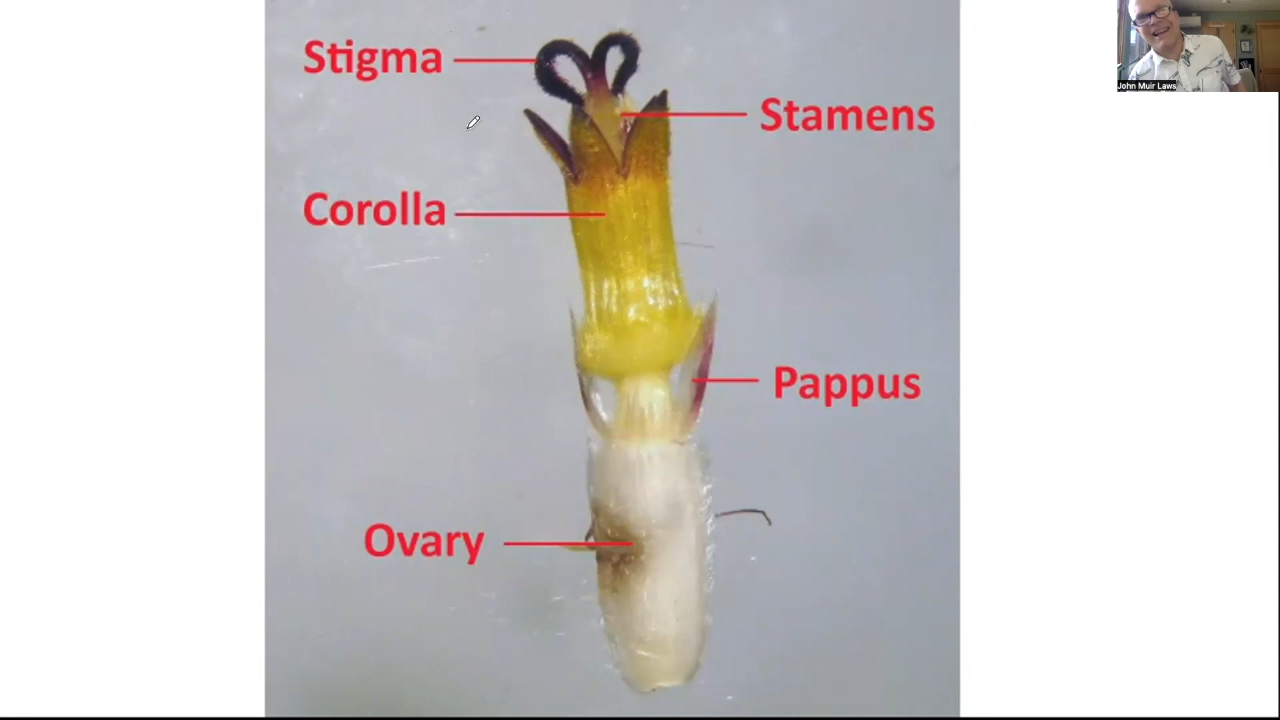 Stigma
John Muir Laws
Stamens
Corolla
Pappus
Ovary